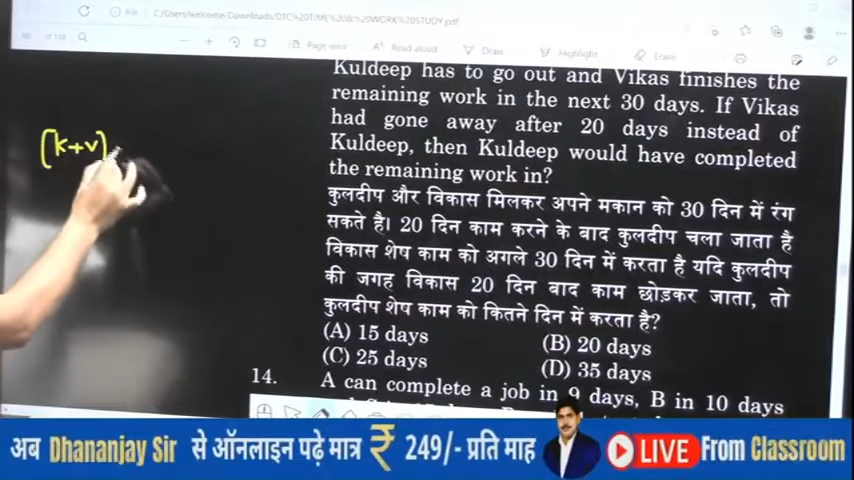 File
C:/Users/welcome/Downloads/DTC%20TIME%20&%20WORK%20STUDY.pdf
of 110
Page view
Read aloud
Draw
Highlight
Erase
Kuldeep has to go out and Vikas finishes the
remaining work in the next 30 days. If Vikas
had gone away after 20 days instead of
Kuldeep, then Kuldeep would have completed
the remaining work in?
[K+V]
कुलदीप और विकास मिलकर अपने मकान को 30 दिन में रंग
सकते है। 20 दिन काम करने के बाद कुलदीप चला जाता है
विकास शेष काम को अगले 30 दिन में करता है यदि कुलदीप
की जगह विकास 20 दिन बाद काम छोड़कर जाता, तो
कुलदीप शेष काम को कितने दिन में करता है?
(A) 15 days (B) 20 days
(C) 25 days (D) 35 days
14. A can complete a job in 9 days, B in 10 days
अब Dhananjay Sir से ऑनलाइन पढ़े मात्र ₹ 249/- प्रति माह LIVE From Classroom